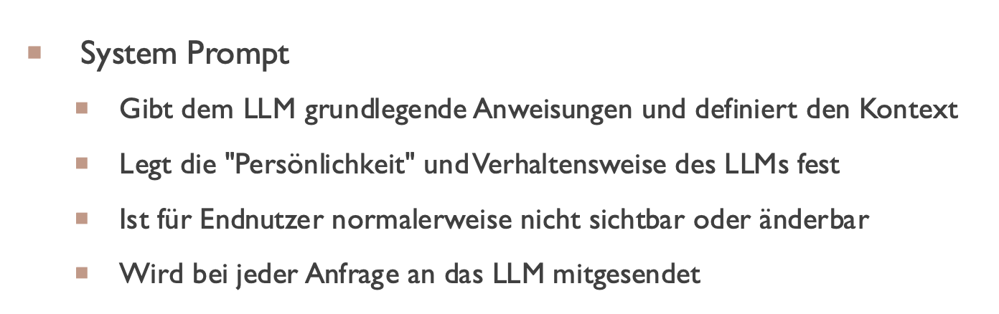 System Prompt
Gibt dem LLM grundlegende Anweisungen und definiert den Kontext
Legt die "Persönlichkeit" und Verhaltensweise des LLMs fest
Ist für Endnutzer normalerweise nicht sichtbar oder änderbar
Wird bei jeder Anfrage an das LLM mitgesendet